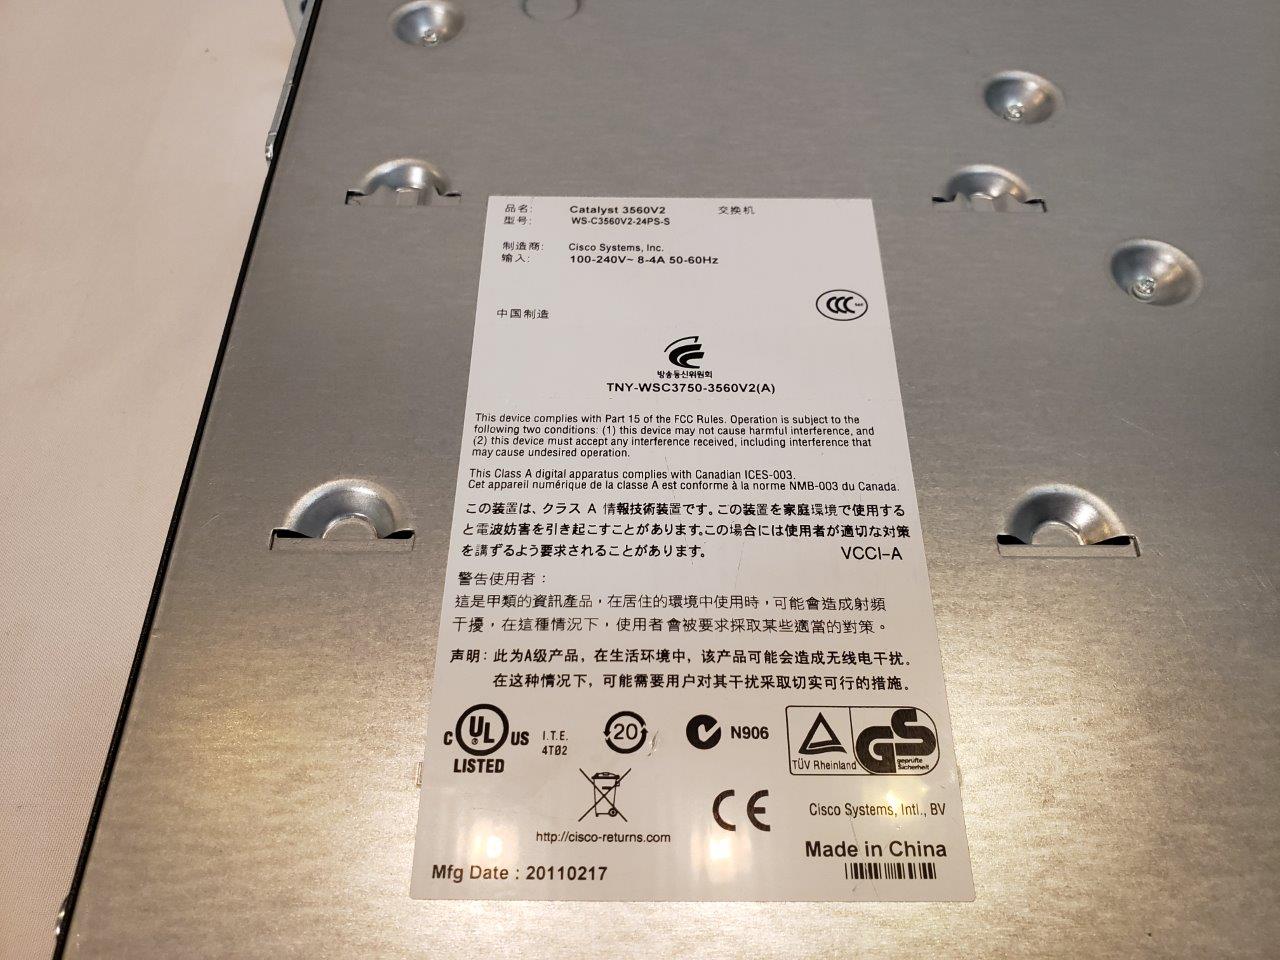 品名: Catalyst 3560V2 交换机
型号: WS-C3560V2-24PS-S
制造商: Cisco Systems, Inc.
输入: 100-240V~ 8-4A 50-60Hz
中国制造
CCC
방송통신위원회
TNY-WSC3750-3560V2(A)
This device complies with Part 15 of the FCC Rules. Operation is subject to the
following two conditions: (1) this device may not cause harmful interference, and
(2) this device must accept any interference received, including interference that
may cause undesired operation.
This Class A digital apparatus complies with Canadian ICES-003.
Cet appareil numérique de la classe A est conforme à la norme NMB-003 du Canada.
この装置は、クラス A 情報技術装置です。この装置を家庭環境で使用する
と電波妨害を引き起こすことがあります。この場合には使用者が適切な対策
を講ずるよう要求されることがあります。 VCCI-A
警告使用者：
這是甲類的資訊產品，在居住的環境中使用時，可能會造成射頻
干擾，在這種情況下，使用者會被要求採取某些適當的對策。
声明：此为A级产品，在生活环境中，该产品可能会造成无线电干扰。
在这种情况下，可能需要用户对其干扰采取切实可行的措施。
C UL US LISTED
I.T.E.
4T02
20
N906
TÜV Rheinland
GS
geprüfte
Sicherheit
http://cisco-returns.com
CE
Cisco Systems, Intl., BV
Made in China
Mfg Date : 20110217